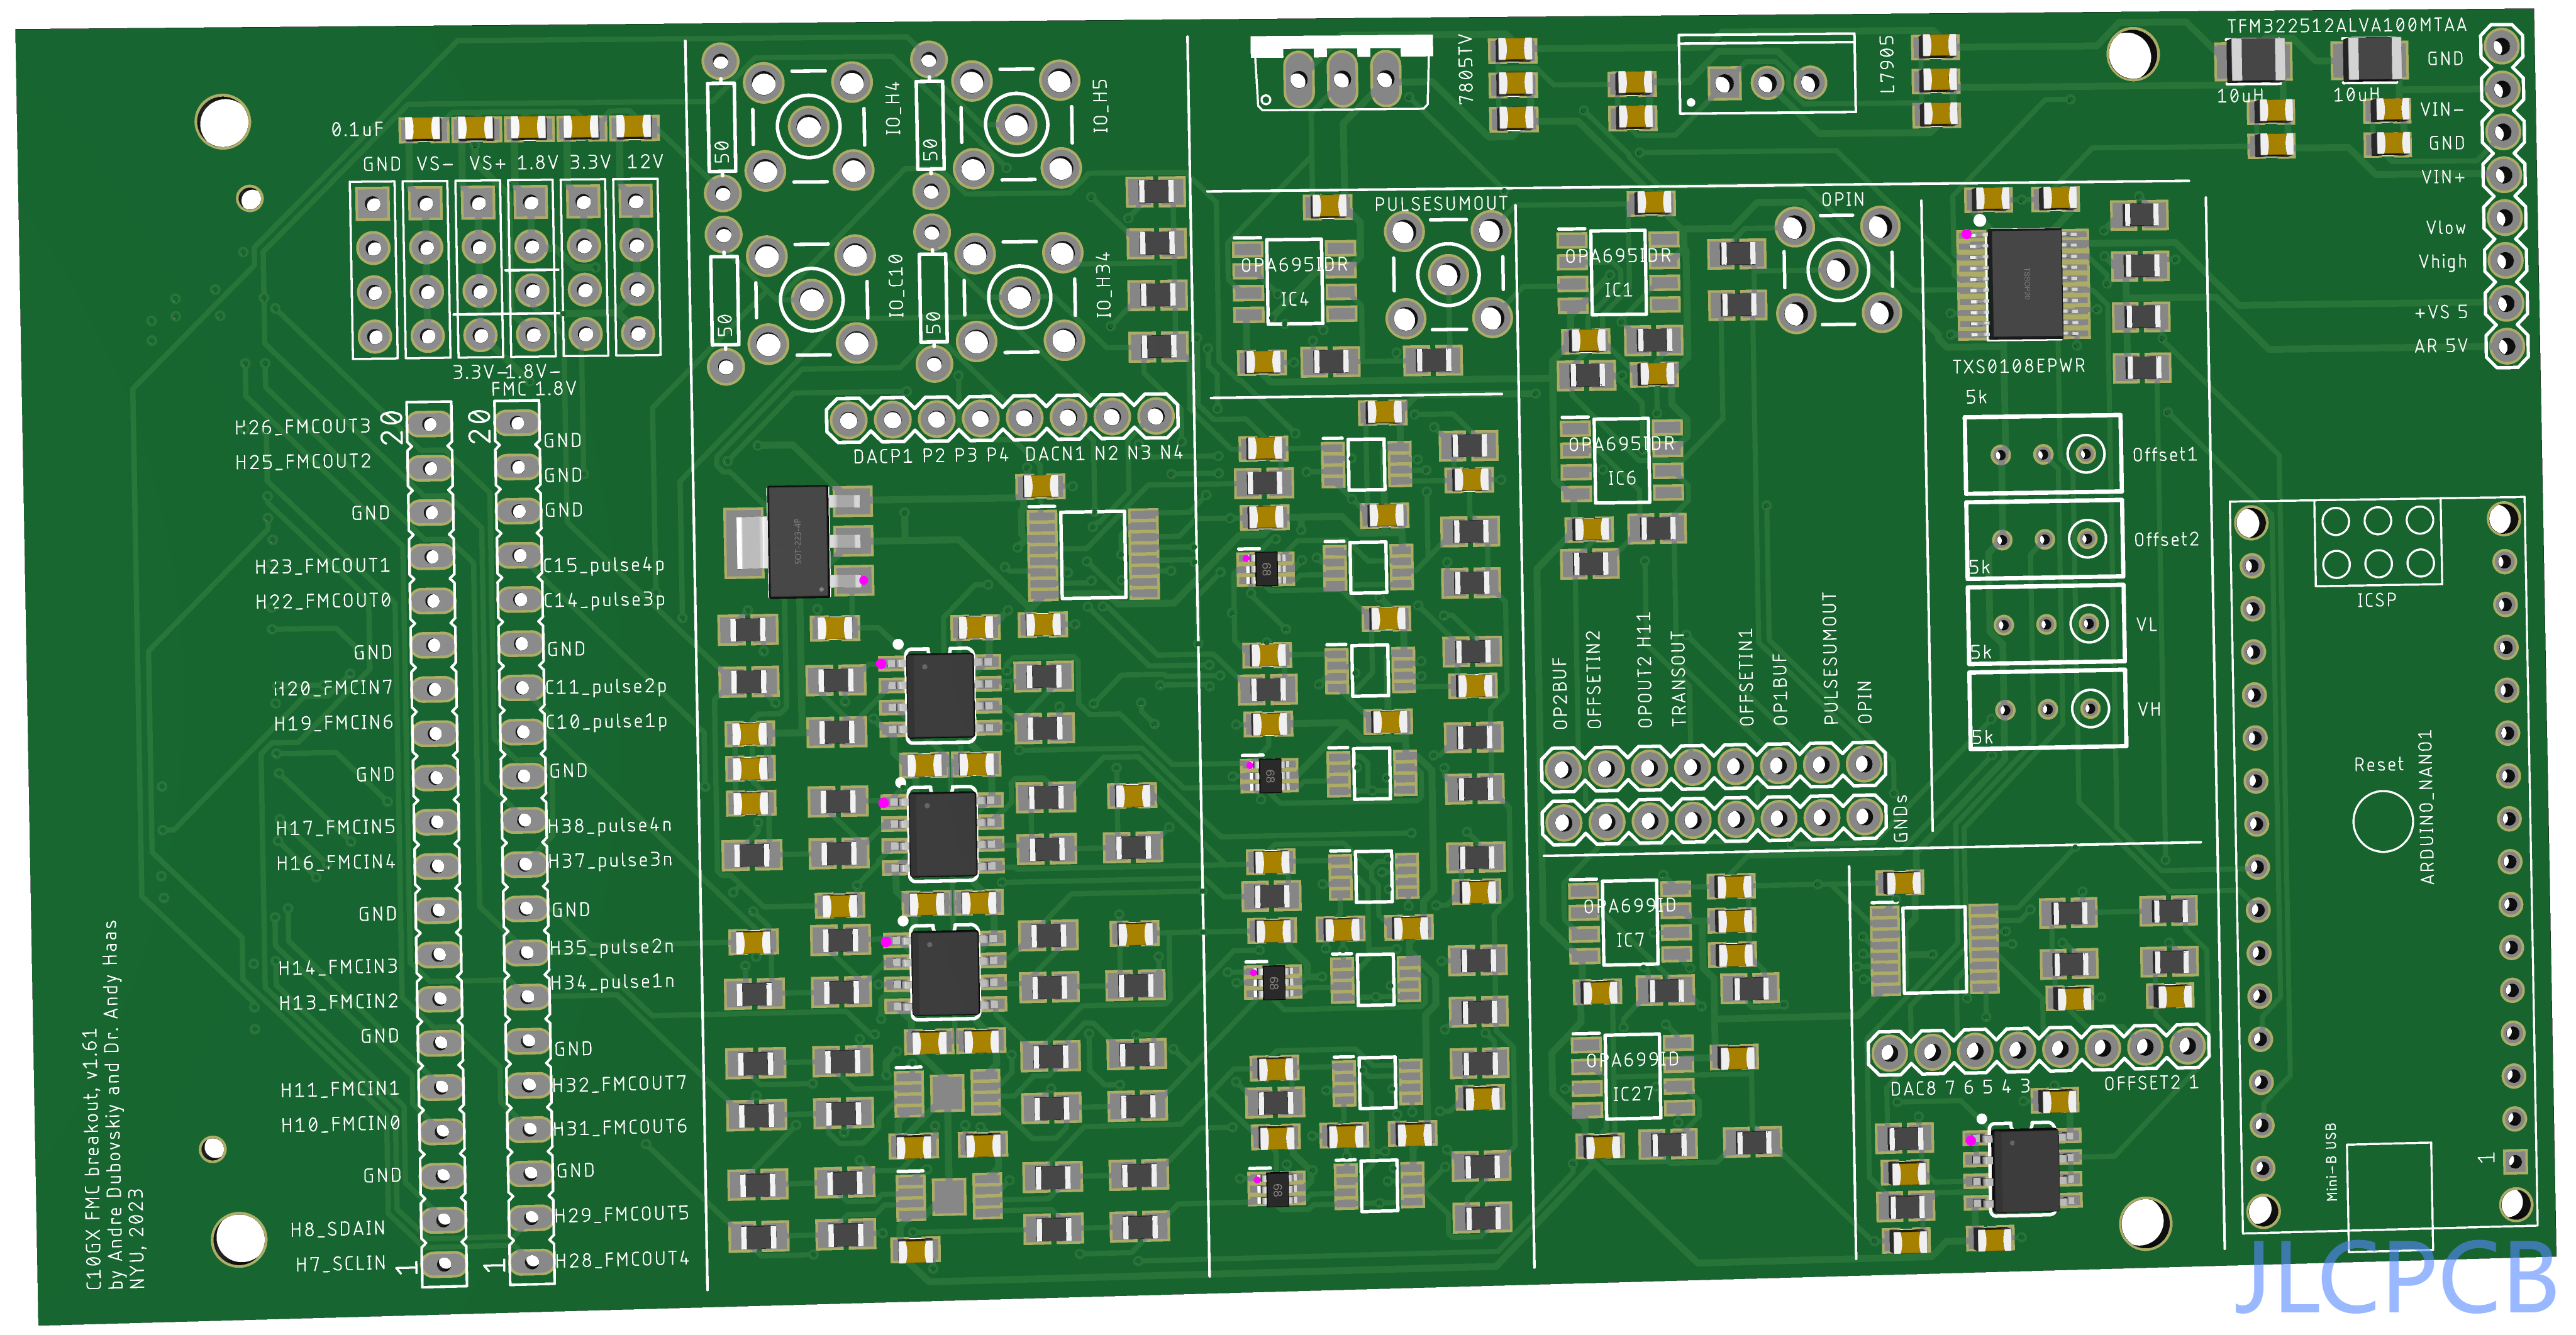 0.1uF
GND VS- VS+ 1.8V 3.3V 12V
3.3V- 1.8V-
FMC 1.8V
20
20
H26_FMCOUT3
H25_FMCOUT2
GND
H23_FMCOUT1
H22_FMCOUT0
GND
H20_FMCIN7
H19_FMCIN6
GND
H17_FMCIN5
H16_FMCIN4
GND
H14_FMCIN3
H13_FMCIN2
GND
H11_FMCIN1
H10_FMCIN0
GND
H8_SDAIN
H7_SCLIN
1
1
GND
GND
GND
C15_pulse4p
C14_pulse3p
GND
C11_pulse2p
C10_pulse1p
GND
H38_pulse4n
H37_pulse3n
GND
H35_pulse2n
H34_pulse1n
GND
H32_FMCOUT7
H31_FMCOUT6
GND
H29_FMCOUT5
H28_FMCOUT4
C10GX FMC breakout, v1.61
by Andre Dubovskiy and Dr. Andy Haas
NYU, 2023
50
IO_H4
50
IO_H5
50
IO_C10
50
IO_H34
DACP1 P2 P3 P4 DACN1 N2 N3 N4
SOT-223-4P
7805TV
L7905
PULSESUMOUT
OPA695IDR
IC4
OPA695IDR
IC1
OPIN
OPA695IDR
IC6
68
68
68
68
OP2BUF
OFFSETIN2
OPOUT2 H11
TRANSOUT
OFFSETIN1
OP1BUF
PULSESUMOUT
OPIN
GNDs
OPA699ID
IC7
OPA699ID
IC27
TXS0108EPWR
5k
Offset1
Offset2
5k
VL
5k
VH
5k
DAC8 7 6 5 4 3 OFFSET2 1
TFM322512ALVA100MTAA
10uH
10uH
GND
VIN-
GND
VIN+
Vlow
Vhigh
+VS 5
AR 5V
ICSP
Reset
ARDUINO_NANO1
Mini-B USB
1
JLCPCB